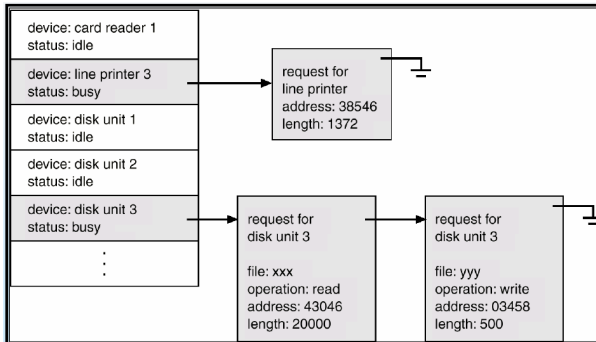 device: card reader 1
status: idle
device: line printer 3
status: busy
device: disk unit 1
status: idle
device: disk unit 2
status: idle
device: disk unit 3
status: busy
request for
line printer
address: 38546
length: 1372
request for
disk unit 3
file: xxx
operation: read
address: 43046
length: 20000
request for
disk unit 3
file: yyy
operation: write
address: 03458
length: 500